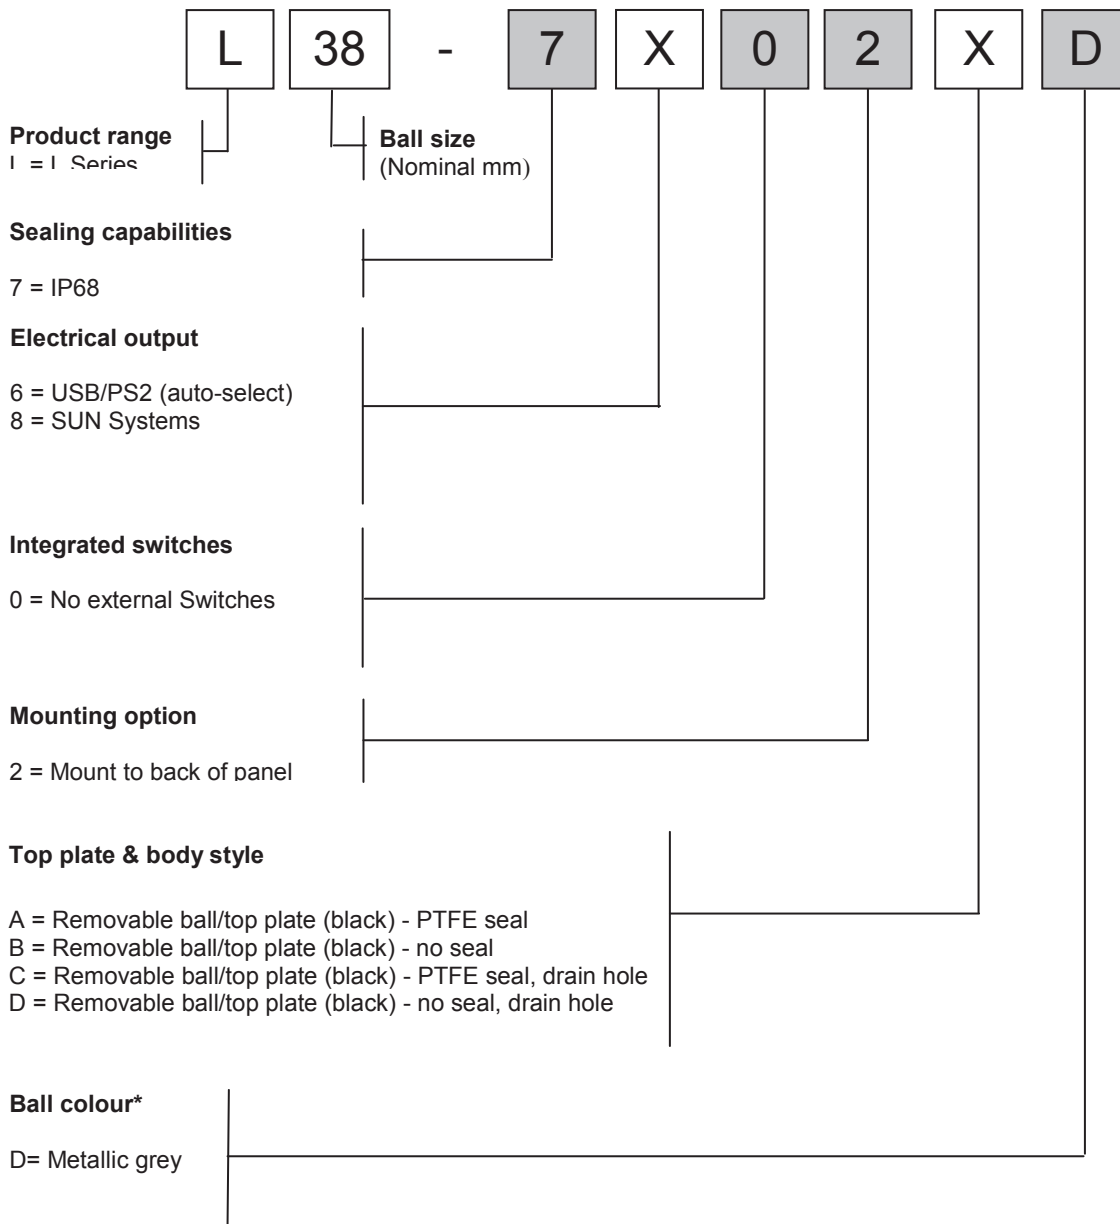 L 38 - 7 X 0 2 X D
Product range
L = L Series
Ball size
(Nominal mm)
Sealing capabilities
7 = IP68
Electrical output
6 = USB/PS2 (auto-select)
8 = SUN Systems
Integrated switches
0 = No external Switches
Mounting option
2 = Mount to back of panel
Top plate & body style
A = Removable ball/top plate (black) - PTFE seal
B = Removable ball/top plate (black) - no seal
C = Removable ball/top plate (black) - PTFE seal, drain hole
D = Removable ball/top plate (black) - no seal, drain hole
Ball colour*
D= Metallic grey